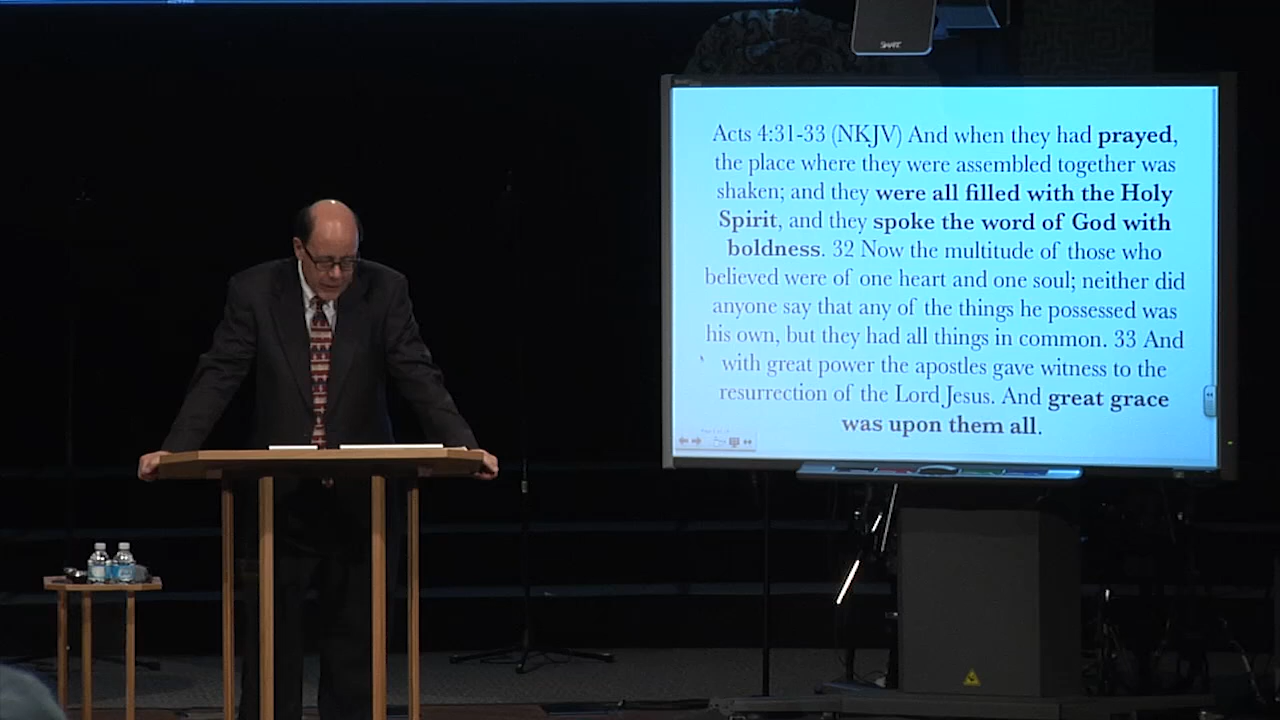 SMART
Acts 4:31-33 (NKJV) And when they had prayed,
the place where they were assembled together was
shaken; and they were all filled with the Holy
Spirit, and they spoke the word of God with
boldness. 32 Now the multitude of those who
believed were of one heart and one soul; neither did
anyone say that any of the things he possessed was
his own, but they had all things in common. 33 And
with great power the apostles gave witness to the
resurrection of the Lord Jesus. And great grace
was upon them all.